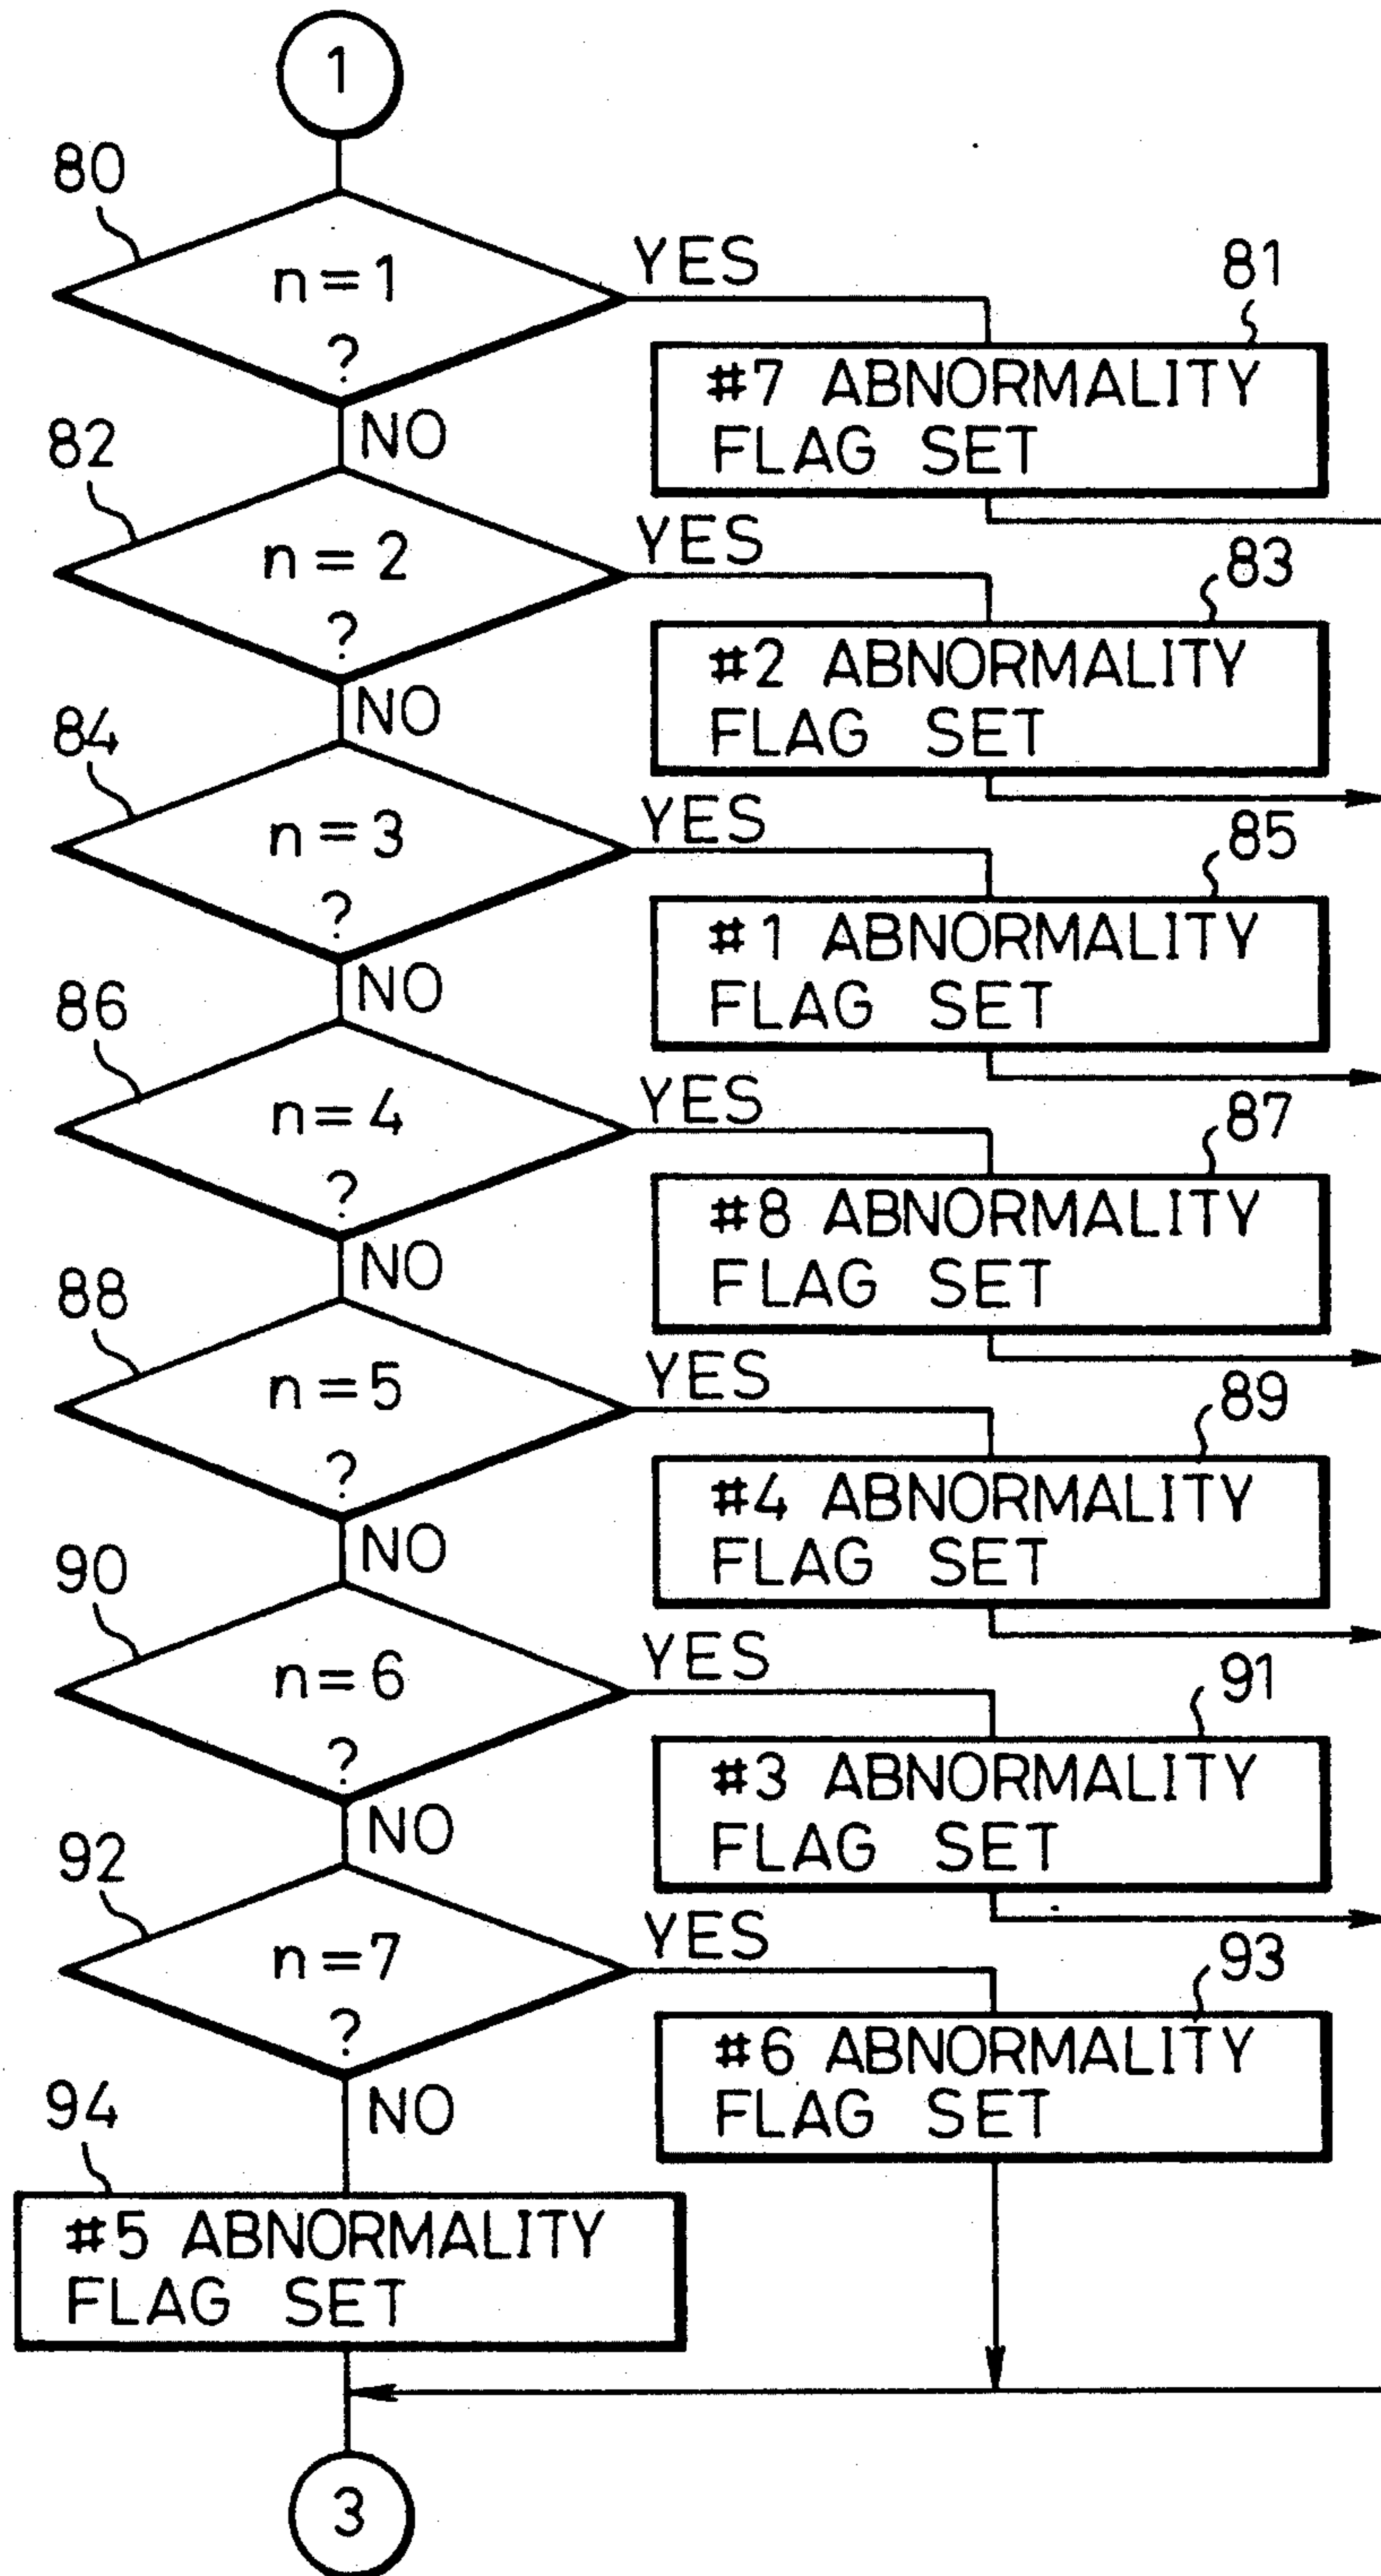 1
80
n=1
?
YES
81
#7 ABNORMALITY
FLAG SET
NO
82
n=2
?
YES
83
#2 ABNORMALITY
FLAG SET
NO
84
n=3
?
YES
85
#1 ABNORMALITY
FLAG SET
NO
86
n=4
?
YES
87
#8 ABNORMALITY
FLAG SET
NO
88
n=5
?
YES
89
#4 ABNORMALITY
FLAG SET
NO
90
n=6
?
YES
91
#3 ABNORMALITY
FLAG SET
NO
92
n=7
?
YES
93
#6 ABNORMALITY
FLAG SET
NO
94
#5 ABNORMALITY
FLAG SET
3